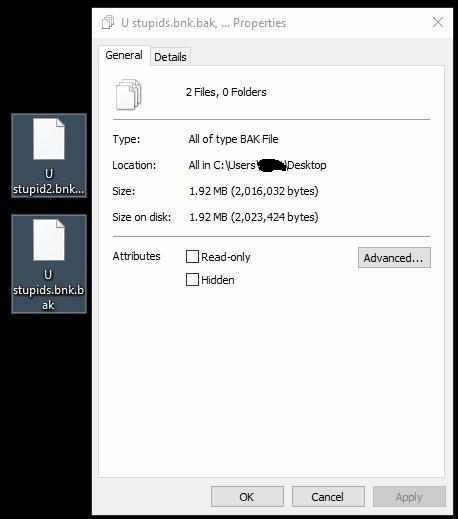 U stupids.bnk.bak, ... Properties
General Details
2 Files, 0 Folders
Type: All of type BAK File
Location: All in C:\Users\ \Desktop
Size: 1.92 MB (2,016,032 bytes)
Size on disk: 1.92 MB (2,023,424 bytes)
Attributes Read-only Advanced...
Hidden
OK Cancel Apply
U
stupid2.bnk...
U
stupids.bnk.b
ak